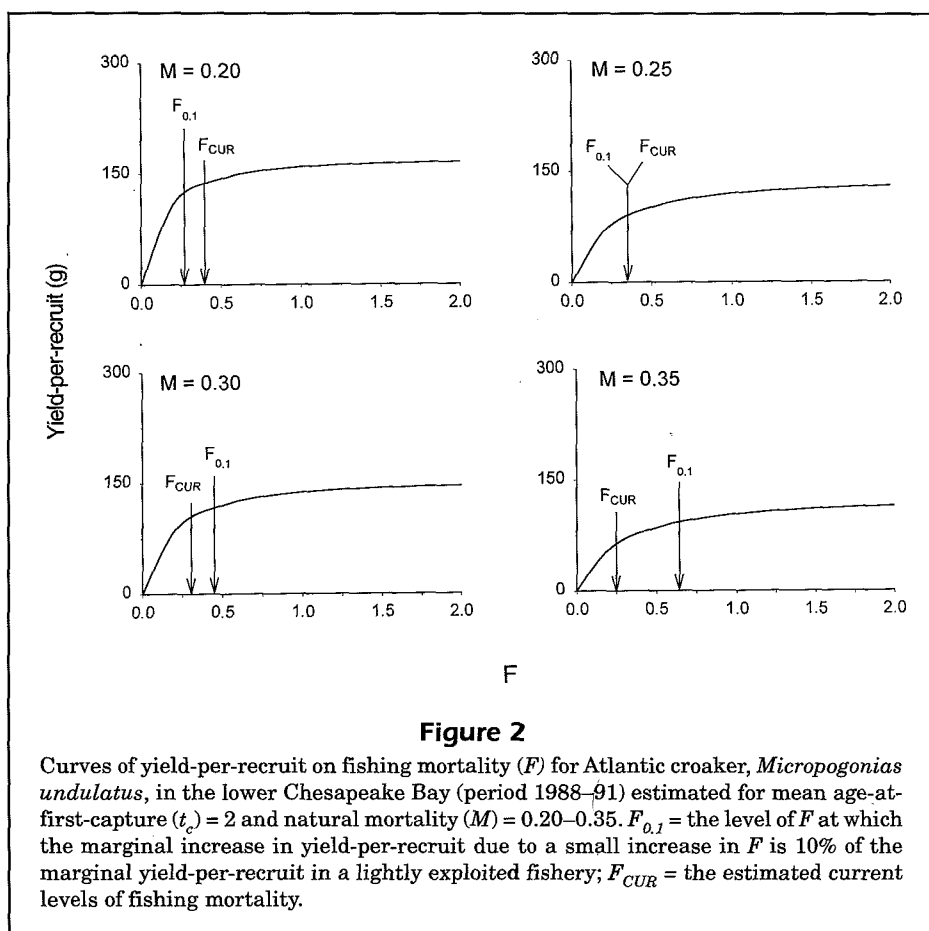 300
M = 0.20
F0.1
FCUR
150
0
0.0 0.5 1.0 1.5 2.0
300
M = 0.25
F0.1 FCUR
150
0
0.0 0.5 1.0 1.5 2.0
Yield-per-recruit (g)
300
M = 0.30
F0.1
FCUR
150
0
0.0 0.5 1.0 1.5 2.0
300
M = 0.35
F0.1
FCUR
150
0
0.0 0.5 1.0 1.5 2.0
F
Figure 2
Curves of yield-per-recruit on fishing mortality (F) for Atlantic croaker, Micropogonias
undulatus, in the lower Chesapeake Bay (period 1988–91) estimated for mean age-at-
first-capture (tc) = 2 and natural mortality (M) = 0.20–0.35. F0.1 = the level of F at which
the marginal increase in yield-per-recruit due to a small increase in F is 10% of the
marginal yield-per-recruit in a lightly exploited fishery; FCUR = the estimated current
levels of fishing mortality.